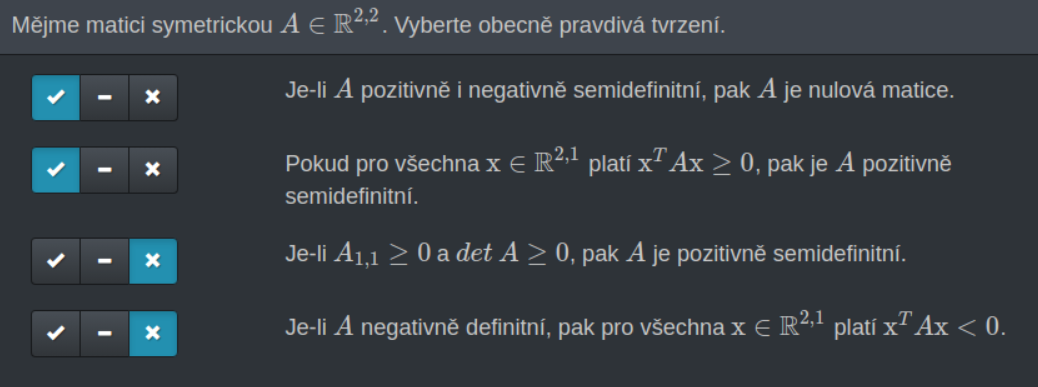 Mějme matici symetrickou A ∈ ℝ^{2,2}. Vyberte obecně pravdivá tvrzení.
Je-li A pozitivně i negativně semidefinitní, pak A je nulová matice.
Pokud pro všechna x ∈ ℝ^{2,1} platí x^T Ax ≥ 0, pak je A pozitivně
semidefinitní.
Je-li A_{1,1} ≥ 0 a det A ≥ 0, pak A je pozitivně semidefinitní.
Je-li A negativně definitní, pak pro všechna x ∈ ℝ^{2,1} platí x^T Ax < 0.